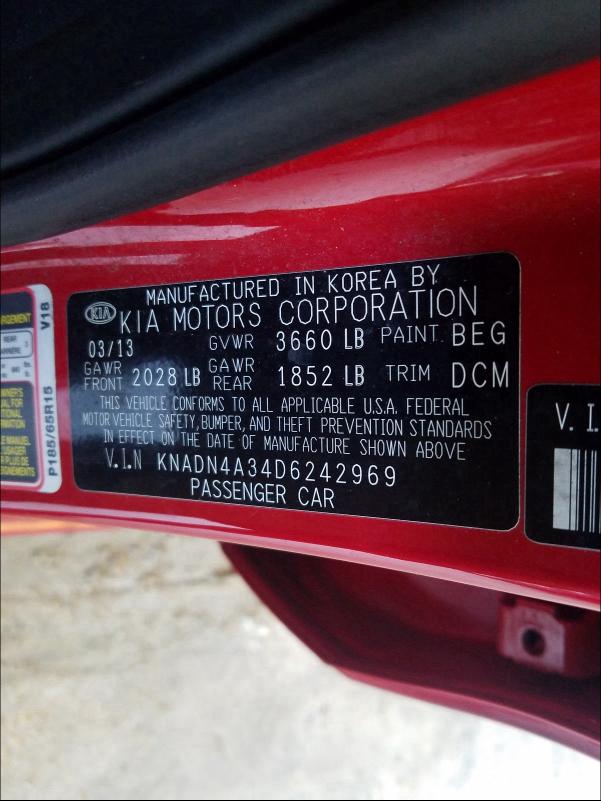 MANUFACTURED IN KOREA BY
KIA KIA MOTORS CORPORATION
03/13 GVWR 3660 LB PAINT BEG
GAWR FRONT 2028 LB GAWR REAR 1852 LB TRIM DCM
THIS VEHICLE CONFORMS TO ALL APPLICABLE U.S.A. FEDERAL
MOTOR VEHICLE SAFETY, BUMPER, AND THEFT PREVENTION STANDARDS
IN EFFECT ON THE DATE OF MANUFACTURE SHOWN ABOVE
V.I.N KNADN4A34D6242969
PASSENGER CAR
V18
P185/65R15
REAR
V. I.